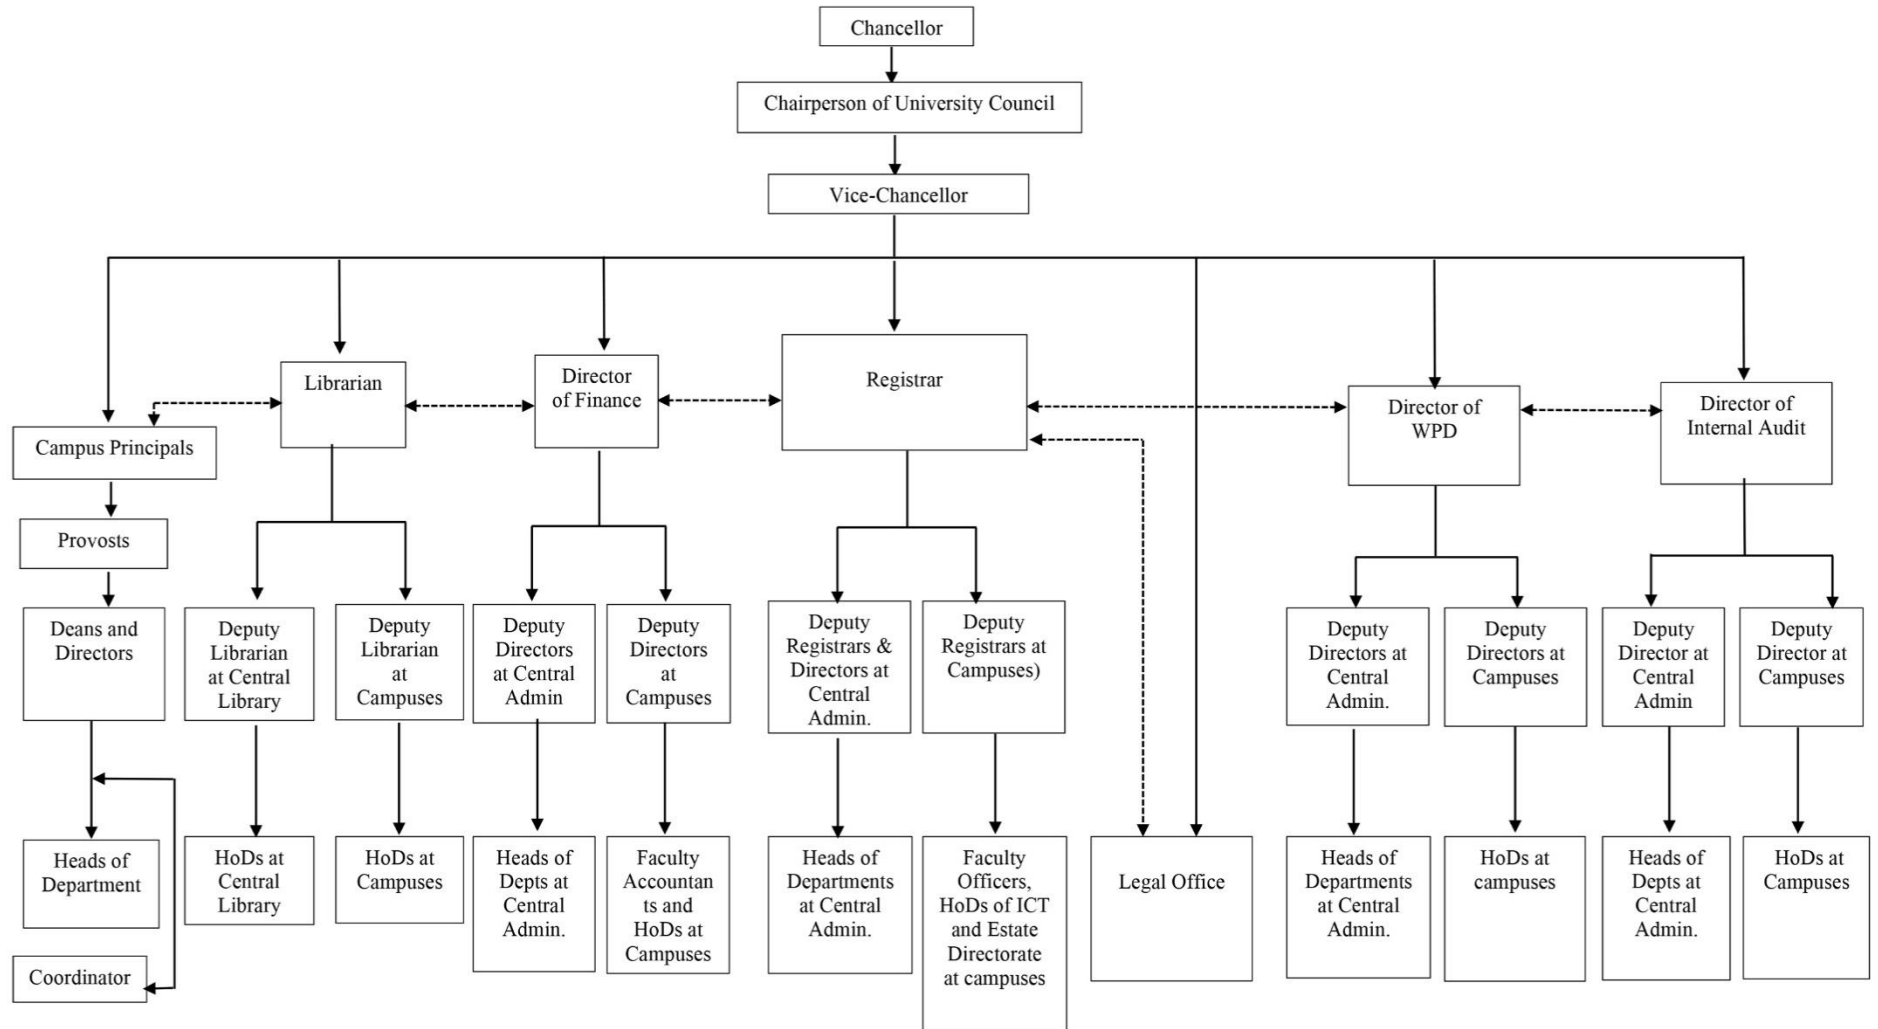 Chancellor
Chairperson of University Council
Vice-Chancellor
Librarian
Director
of Finance
Registrar
Director of
WPD
Director of
Internal Audit
Campus Principals
Provosts
Deans and
Directors
Deputy
Librarian
at Central
Library
Deputy
Librarian
at
Campuses
Deputy
Directors
at Central
Admin
Deputy
Directors
at
Campuses
Deputy
Registrars &
Directors at
Central
Admin.
Deputy
Registrars at
Campuses)
Deputy
Directors at
Central
Admin.
Deputy
Directors at
Campuses
Deputy
Director at
Central
Admin
Deputy
Director at
Campuses
Heads of
Department
HoDs at
Central
Library
HoDs at
Campuses
Heads of
Depts at
Central
Admin.
Faculty
Accountan
ts and
HoDs at
Campuses
Heads of
Departments
at Central
Admin.
Faculty
Officers,
HoDs of ICT
and Estate
Directorate
at campuses
Legal Office
Heads of
Departments
at Central
Admin.
HoDs at
campuses
Heads of
Depts at
Central
Admin.
HoDs at
Campuses
Coordinator